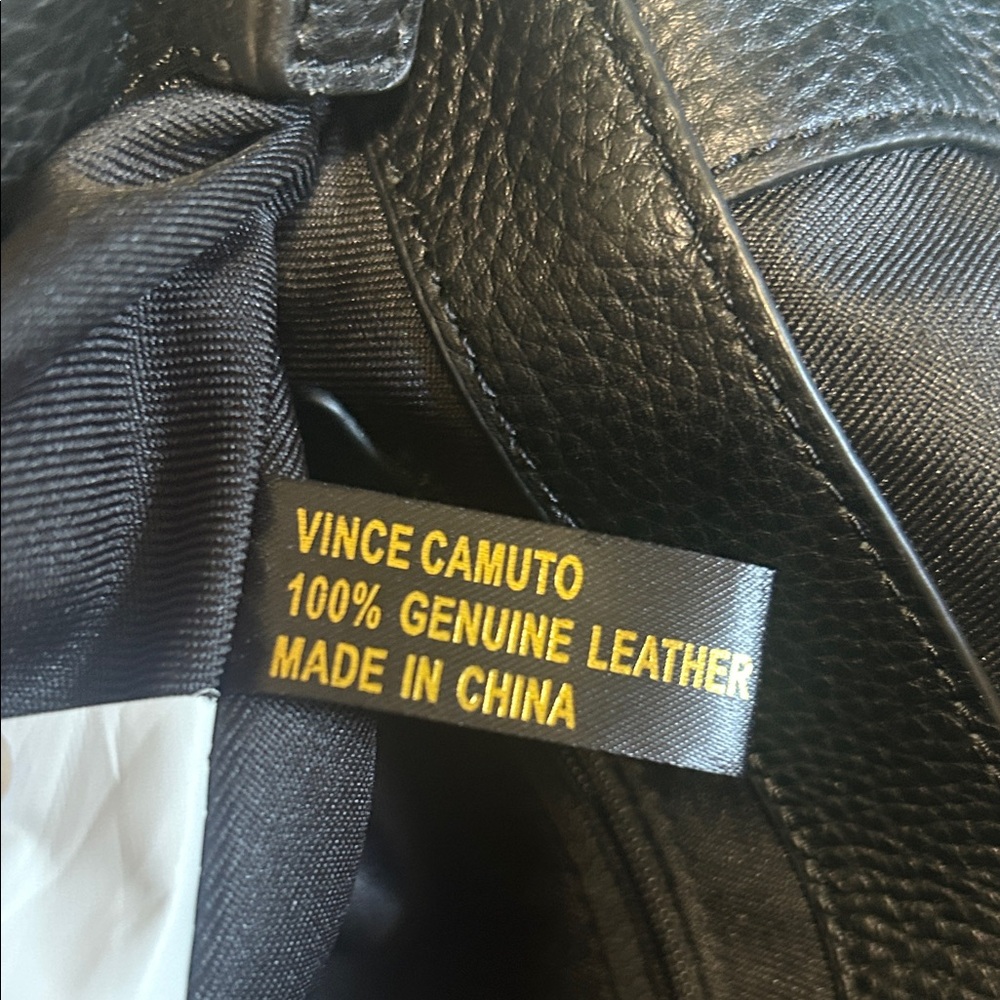 VINCE CAMUTO
100% GENUINE LEATHER
MADE IN CHINA